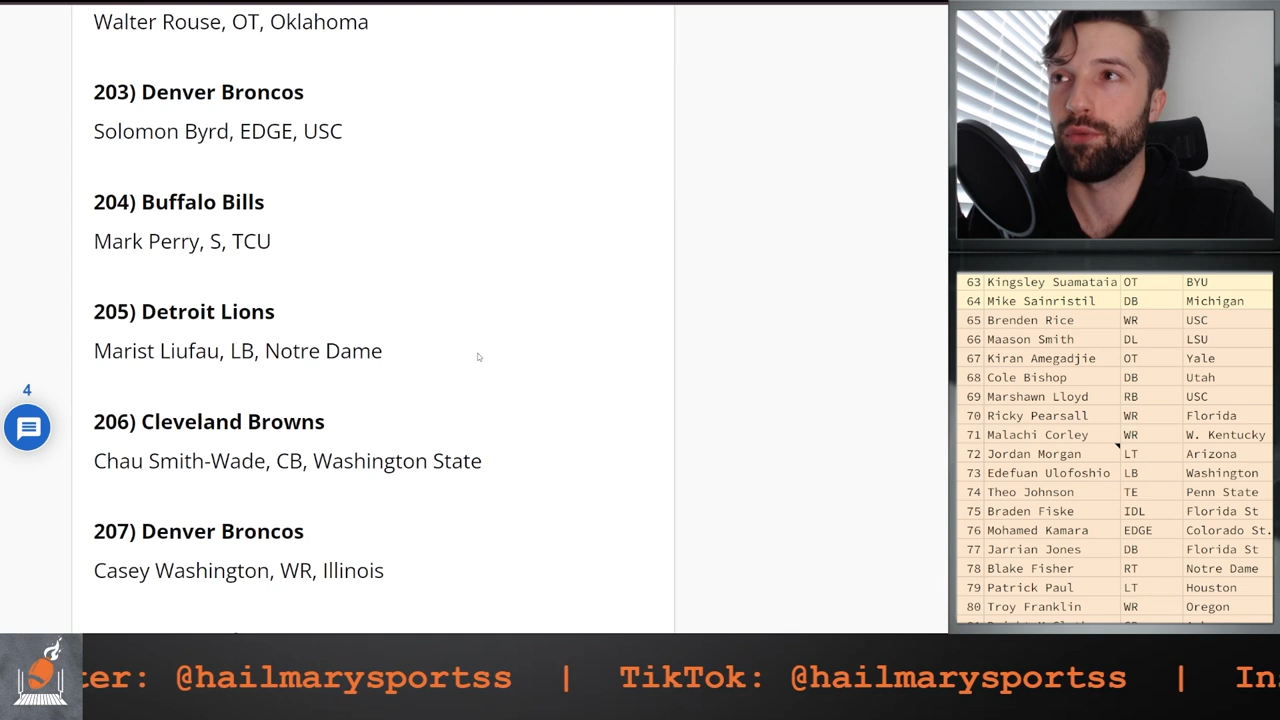 Walter Rouse, OT, Oklahoma
203) Denver Broncos
Solomon Byrd, EDGE, USC
204) Buffalo Bills
Mark Perry, S, TCU
205) Detroit Lions
Marist Liufau, LB, Notre Dame
206) Cleveland Browns
Chau Smith-Wade, CB, Washington State
207) Denver Broncos
Casey Washington, WR, Illinois
4
63 Kingsley Suamataia OT BYU
64 Mike Sainristil DB Michigan
65 Brenden Rice WR USC
66 Maason Smith DL LSU
67 Kiran Amegadjie OT Yale
68 Cole Bishop DB Utah
69 Marshawn Lloyd RB USC
70 Ricky Pearsall WR Florida
71 Malachi Corley WR W. Kentucky
72 Jordan Morgan LT Arizona
73 Edefuan Ulofoshio LB Washington
74 Theo Johnson TE Penn State
75 Braden Fiske IDL Florida St
76 Mohamed Kamara EDGE Colorado St.
77 Jarrian Jones DB Florida St
78 Blake Fisher RT Notre Dame
79 Patrick Paul LT Houston
80 Troy Franklin WR Oregon
ter: @hailmarysportss | TikTok: @hailmarysportss | In